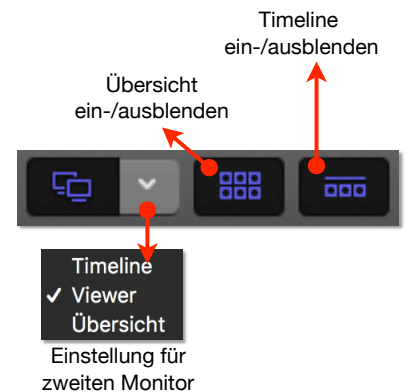 Timeline
ein-/ausblenden
Übersicht
ein-/ausblenden
Timeline
✓ Viewer
Übersicht
Einstellung für
zweiten Monitor